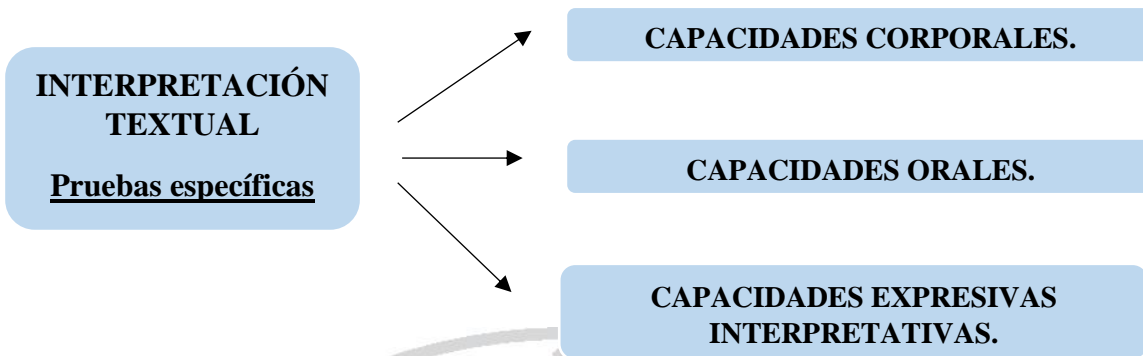 INTERPRETACIÓN
TEXTUAL
Pruebas específicas
CAPACIDADES CORPORALES.
CAPACIDADES ORALES.
CAPACIDADES EXPRESIVAS
INTERPRETATIVAS.